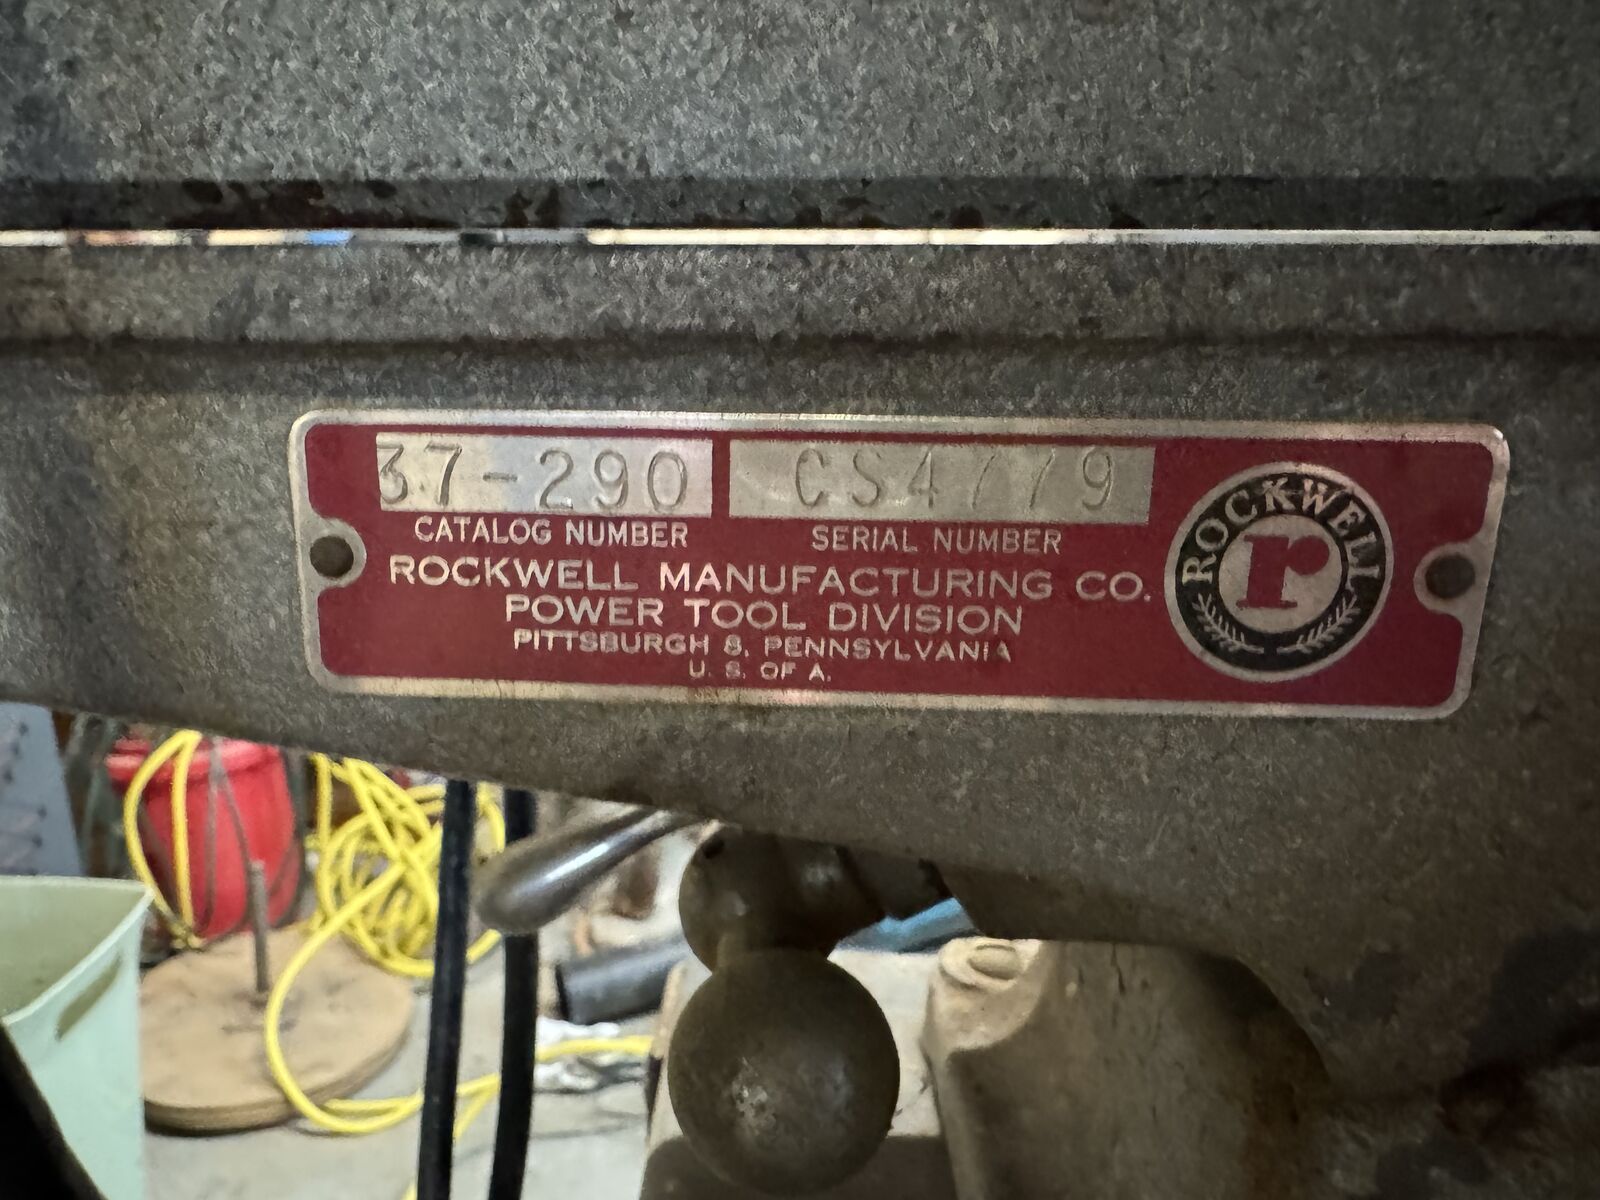 37-290 CS4779
CATALOG NUMBER SERIAL NUMBER
ROCKWELL MANUFACTURING CO.
POWER TOOL DIVISION
PITTSBURGH 8, PENNSYLVANIA
U. S. OF A.
ROCKWELL
r